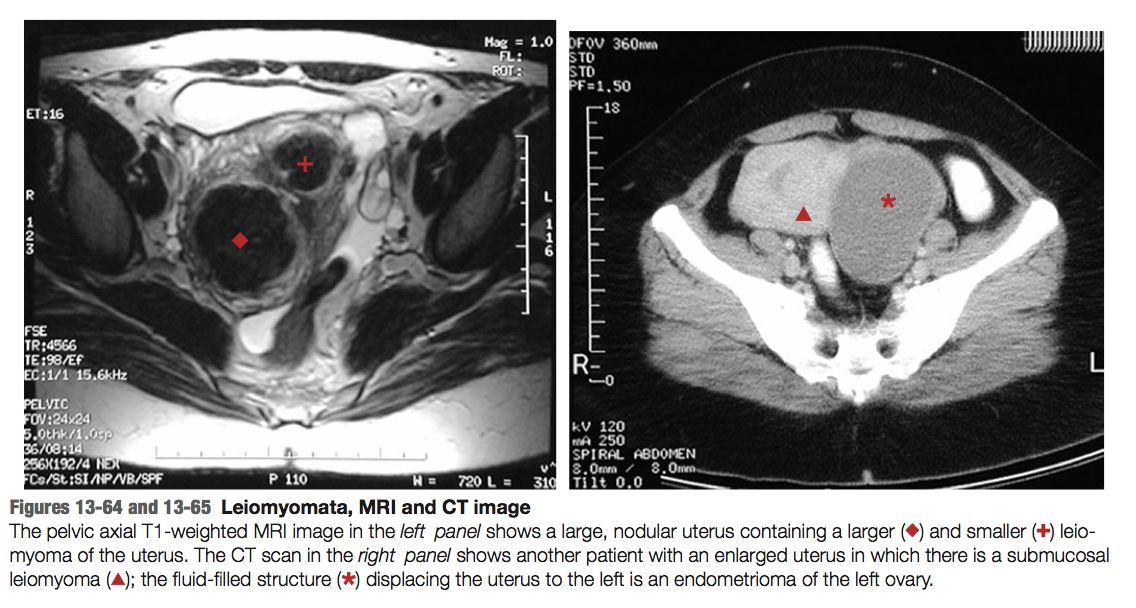 Mag = 1.0
FL:
ROT:
ET:16
R
L
1
2
3
1
1
6
FSE
TR:4566
TE:98/Ef
EC:1/1 15.6kHz
PELVIC
FOV:24x24
5.0thk/1.0sp
36/08:14
256X192/4 NEX
FCs/St:SI/NP/VB/SPF
P 110
W = 720 L = 310
DFOV 360mm
STD
STD
PF=1.50
18
R
L
0
kV 120
mA 250
SPIRAL ABDOMEN
8.0mm / 8.0mm
Tilt 0.0
Figures 13-64 and 13-65 Leiomyomata, MRI and CT image
The pelvic axial T1-weighted MRI image in the left panel shows a large, nodular uterus containing a larger (◆) and smaller (+) leio-
myoma of the uterus. The CT scan in the right panel shows another patient with an enlarged uterus in which there is a submucosal
leiomyoma (▲); the fluid-filled structure (*) displacing the uterus to the left is an endometrioma of the left ovary.